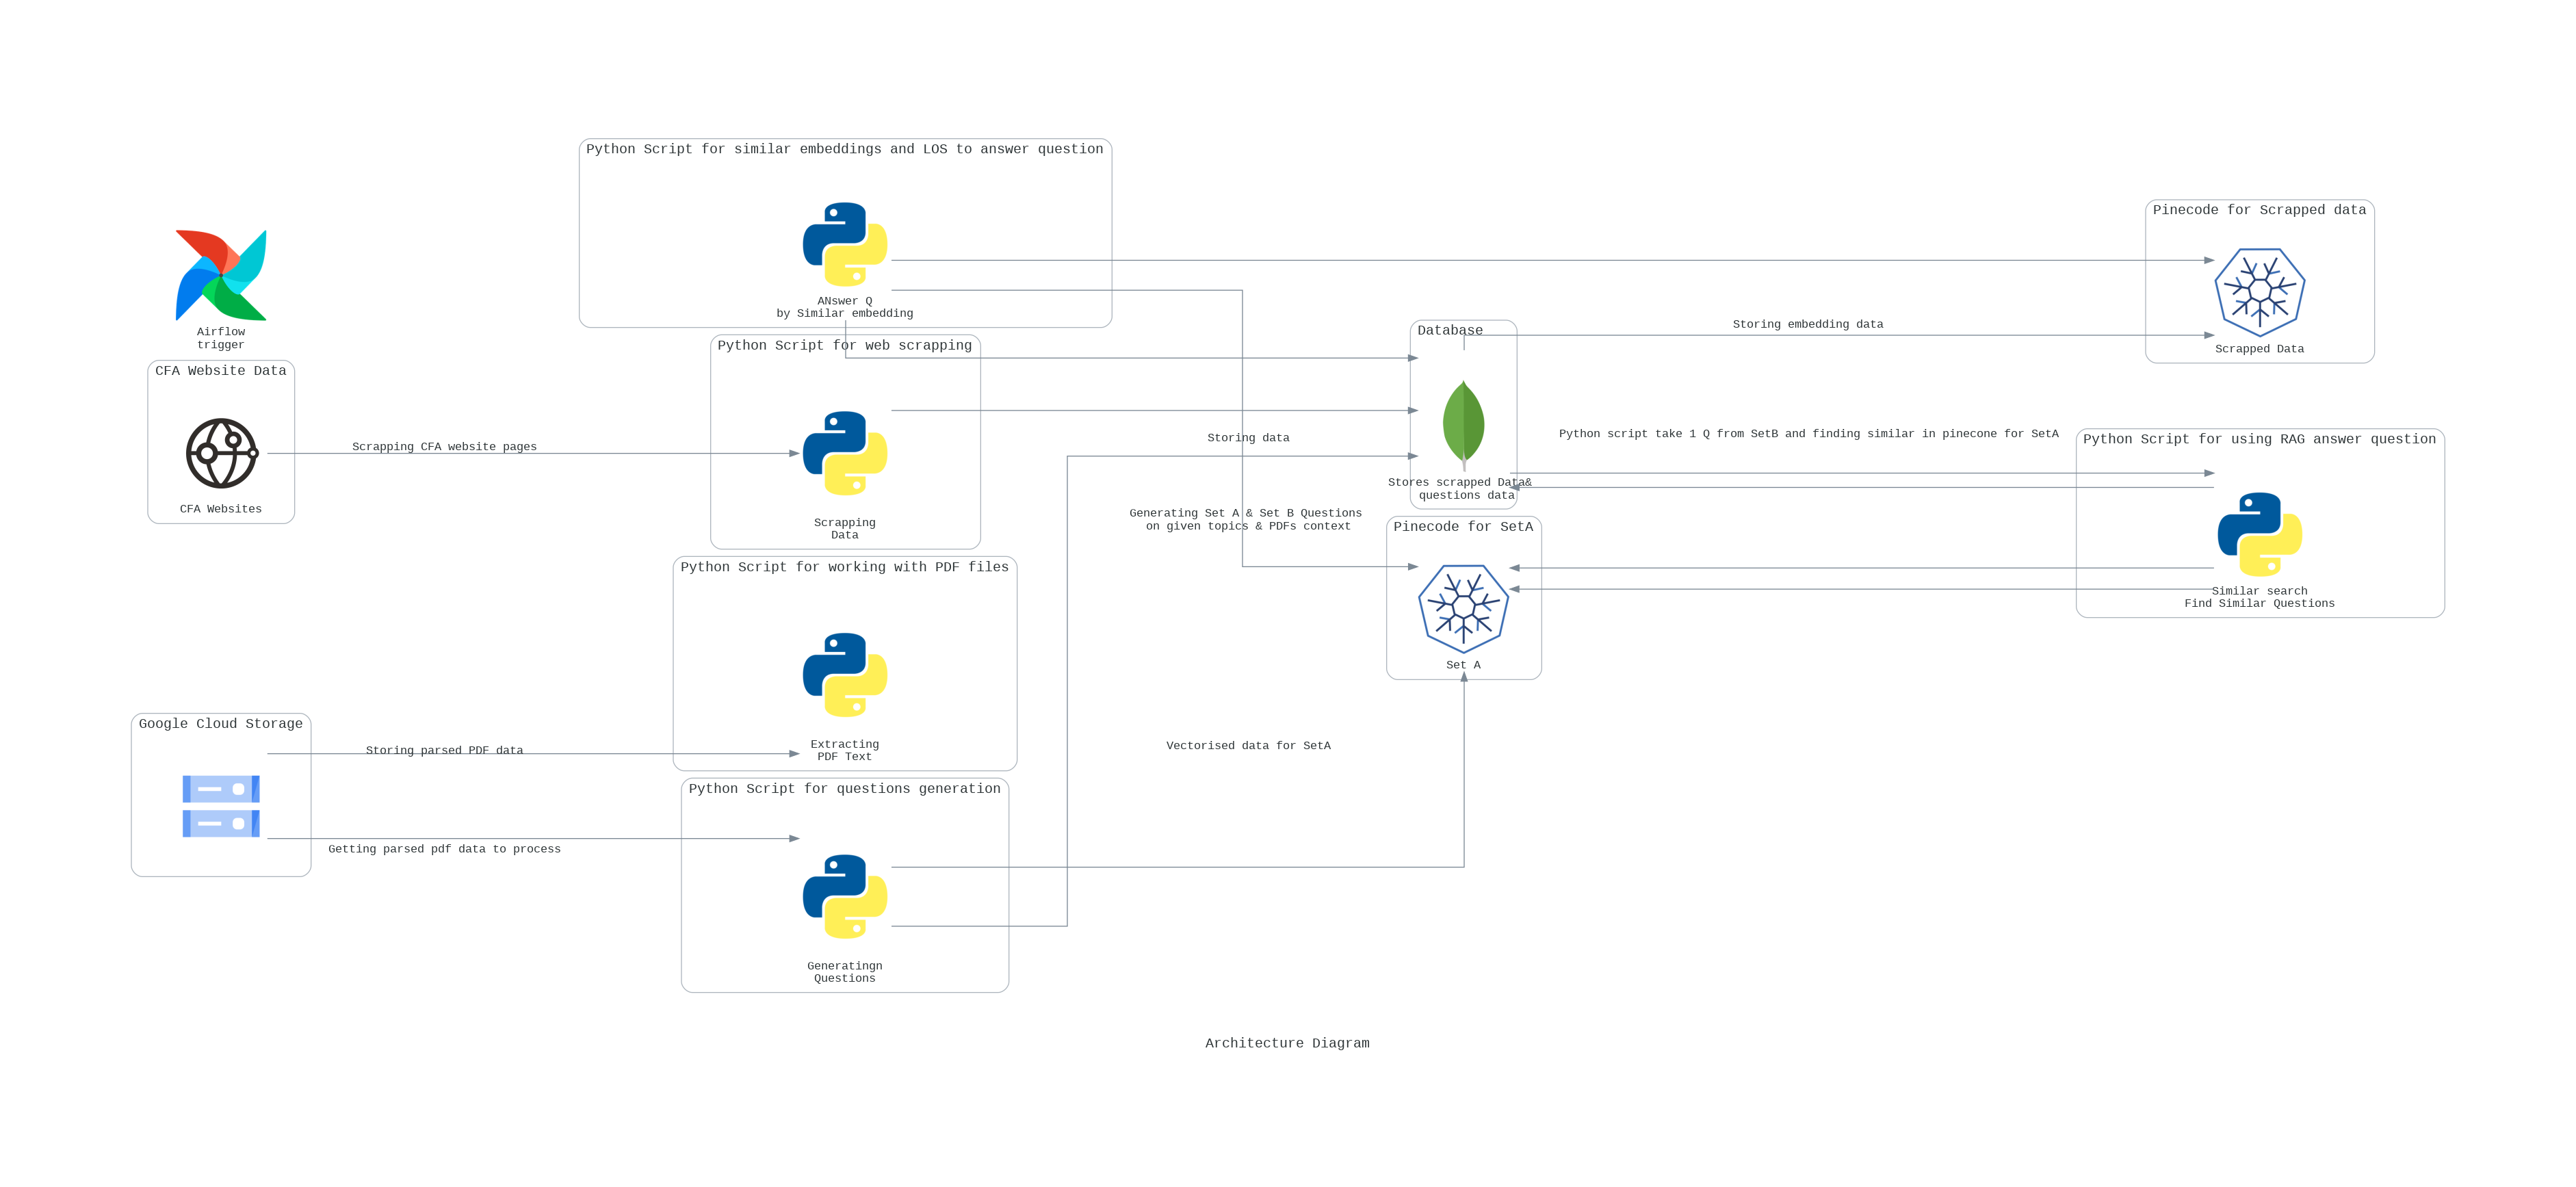 Python Script for similar embeddings and LOS to answer question
ANswer Q
by Similar embedding
Airflow
trigger
CFA Website Data
CFA Websites
Scrapping CFA website pages
Python Script for web scrapping
Scrapping
Data
Python Script for working with PDF files
Extracting
PDF Text
Google Cloud Storage
Storing parsed PDF data
Getting parsed pdf data to process
Python Script for questions generation
Generatingn
Questions
Storing data
Generating Set A & Set B Questions
on given topics & PDFs context
Vectorised data for SetA
Database
Stores scrapped Data&
questions data
Pinecode for SetA
Set A
Storing embedding data
Python script take 1 Q from SetB and finding similar in pinecone for SetA
Pinecode for Scrapped data
Scrapped Data
Python Script for using RAG answer question
Similar search
Find Similar Questions
Architecture Diagram